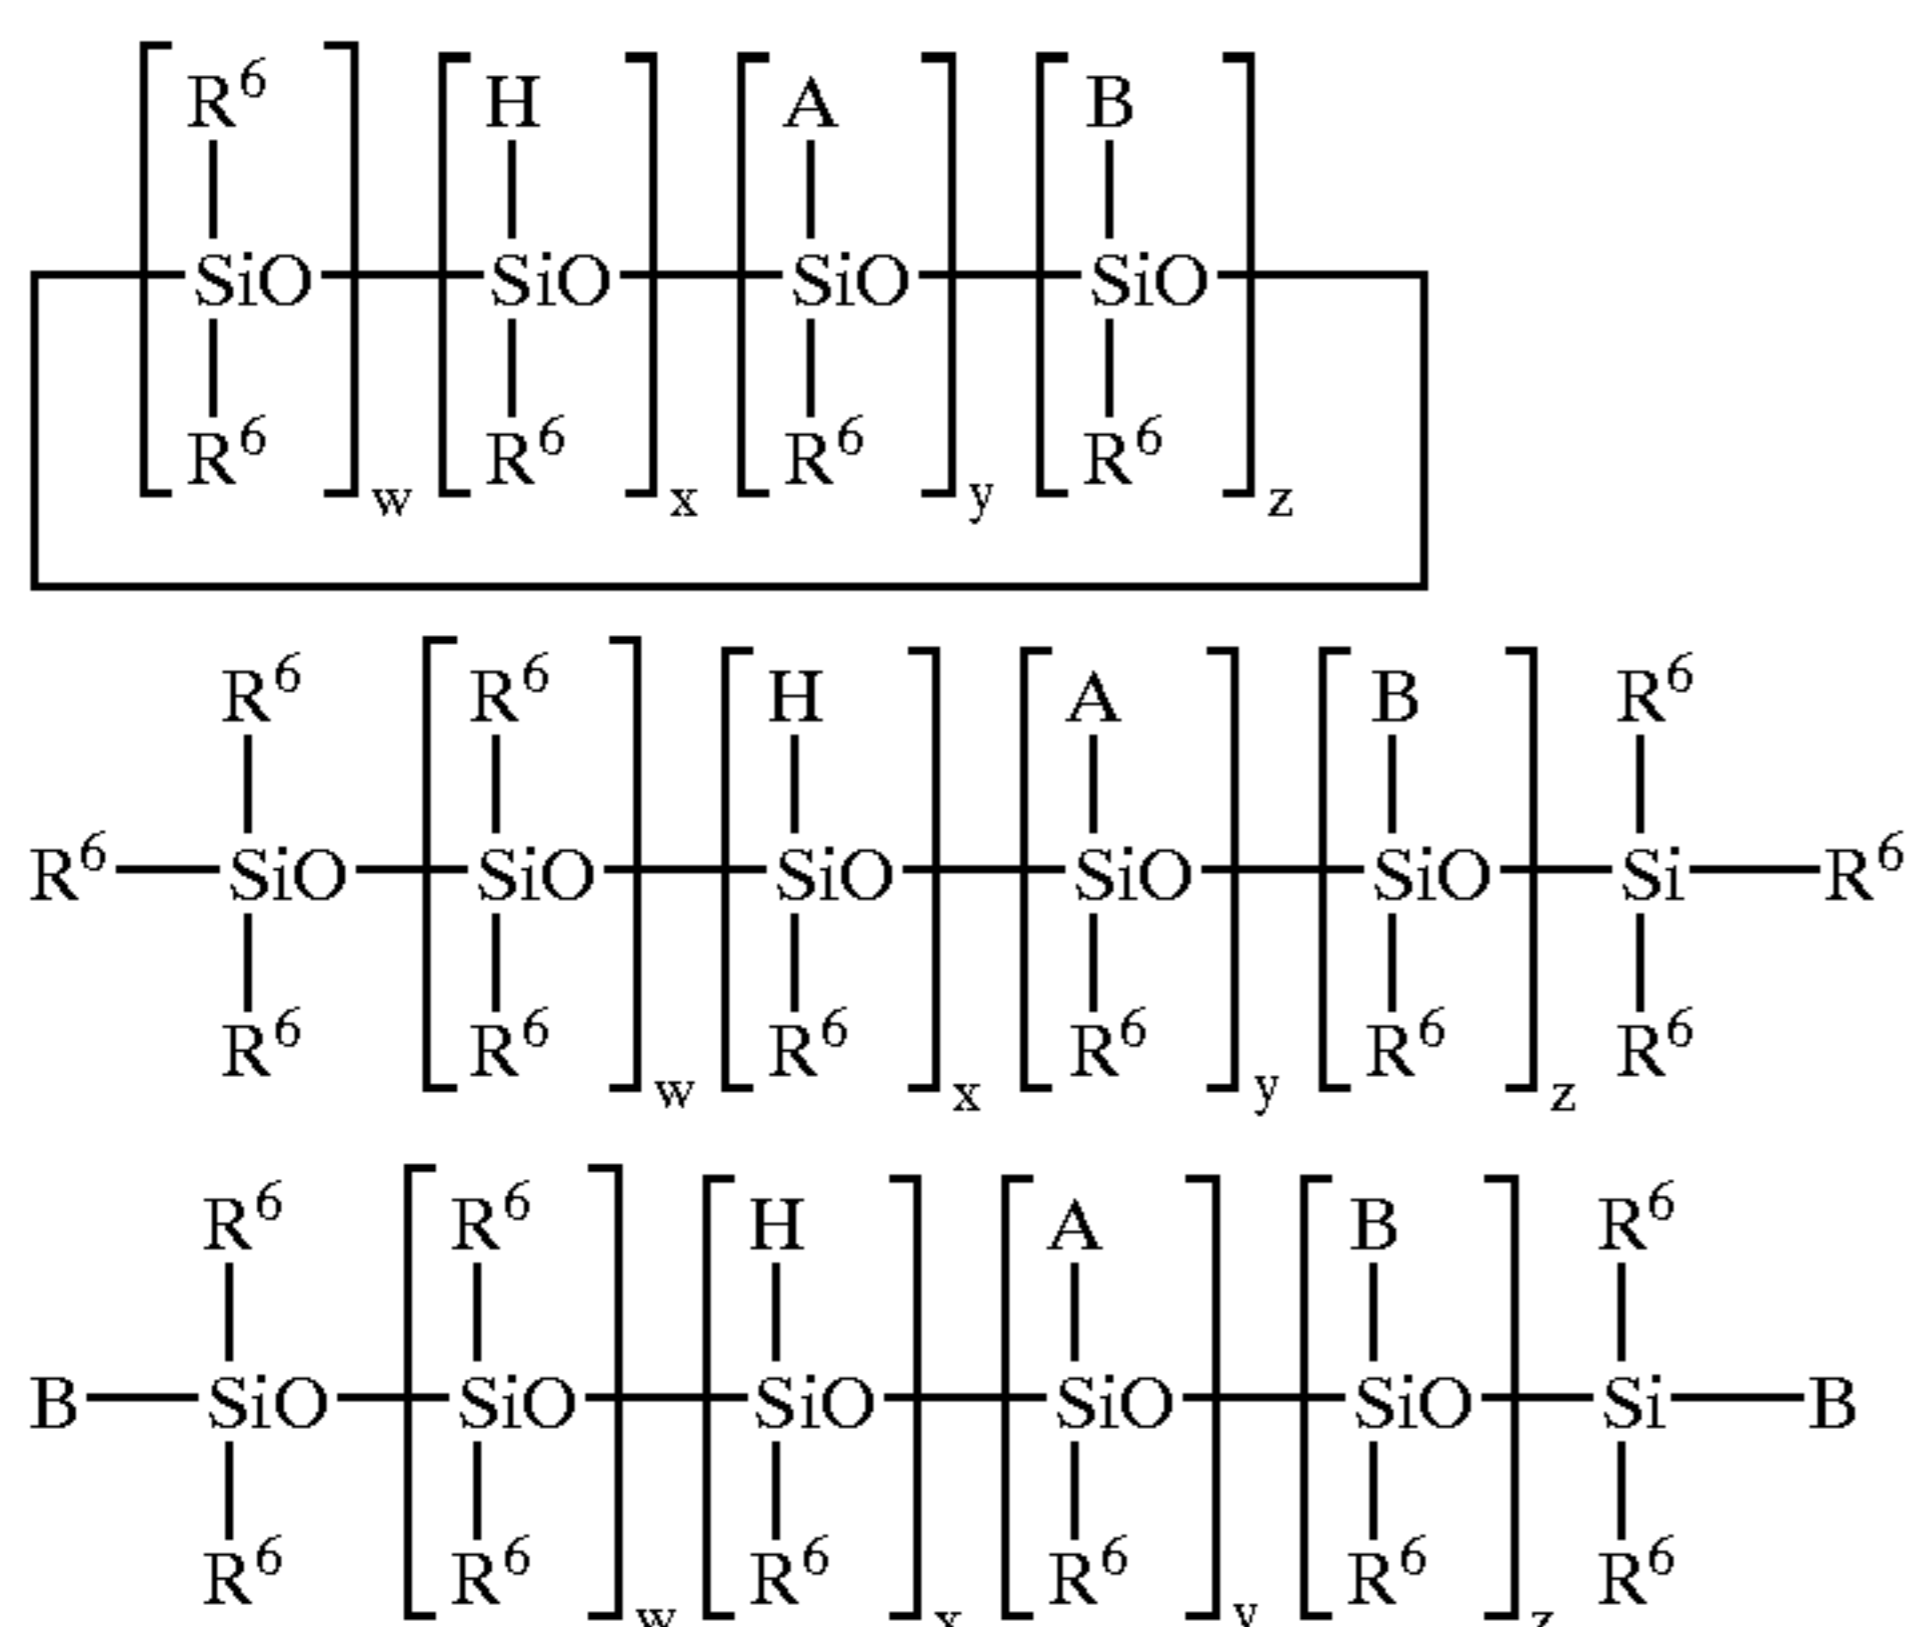 R⁶ H A B
SiO SiO SiO SiO
R⁶ R⁶ R⁶ R⁶
w x y z
R⁶ R⁶ H A B R⁶
R⁶ SiO SiO SiO SiO SiO Si R⁶
R⁶ R⁶ R⁶ R⁶ R⁶ R⁶
w x y z
R⁶ R⁶ H A B R⁶
B SiO SiO SiO SiO SiO Si B
R⁶ R⁶ R⁶ R⁶ R⁶ R⁶
w x y z